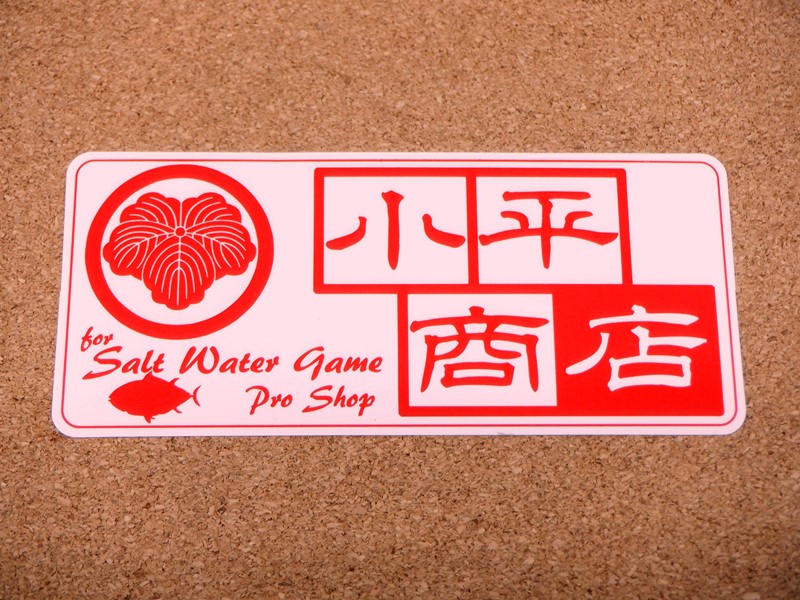 小平
商店
for
Salt Water Game
Pro Shop